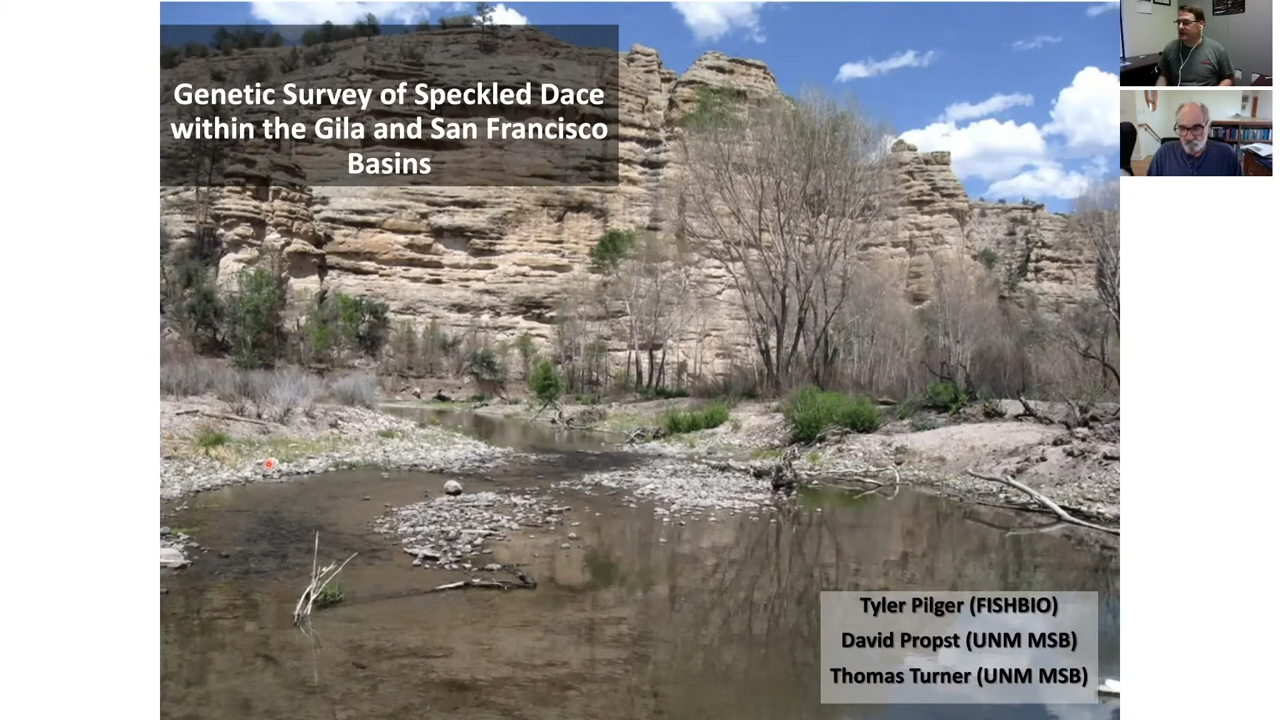 Genetic Survey of Speckled Dace
within the Gila and San Francisco
Basins
Tyler Pilger (FISHBIO)
David Propst (UNM MSB)
Thomas Turner (UNM MSB)